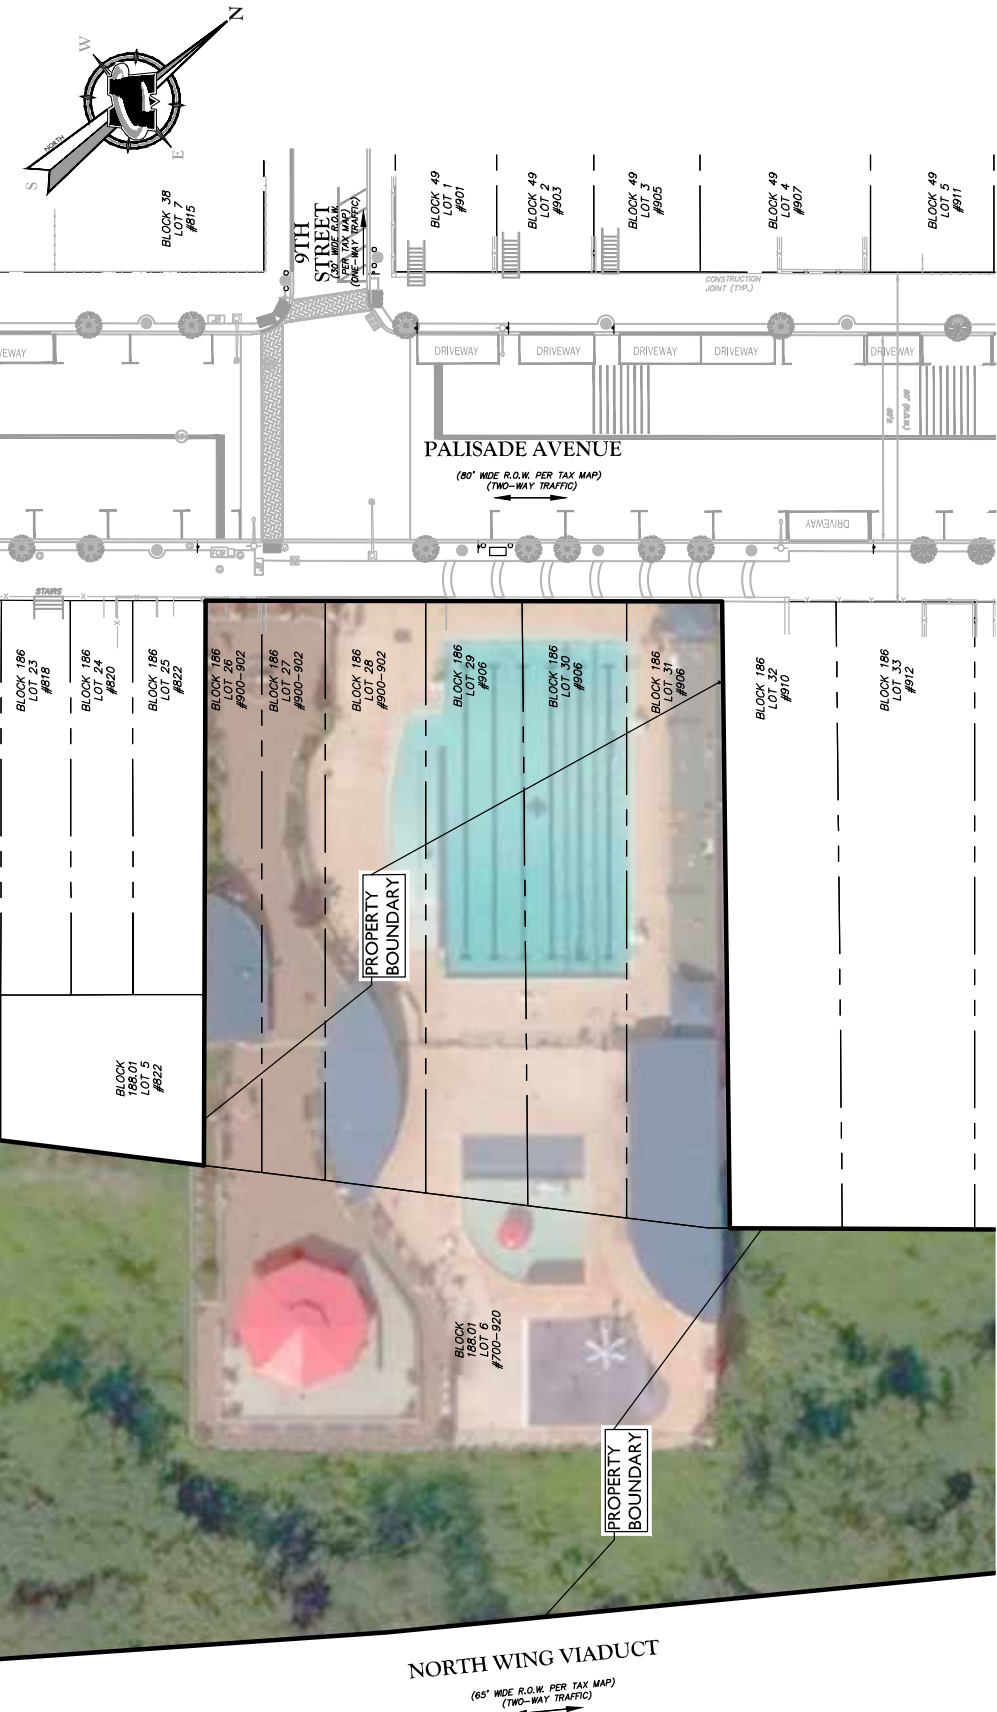 N
W
NORTH
E
S
BLOCK 38
LOT 7
#815
9TH
STREET
(30' WIDE R.O.W.
PER TAX MAP)
(ONE-WAY TRAFFIC)
BLOCK 49
LOT 1
#901
BLOCK 49
LOT 2
#903
BLOCK 49
LOT 3
#905
BLOCK 49
LOT 4
#907
BLOCK 49
LOT 5
#911
CONSTRUCTION
JOINT (TYP.)
VEWAY
DRIVEWAY
DRIVEWAY
DRIVEWAY
DRIVEWAY
DRIVEWAY
PALISADE AVENUE
(80' WIDE R.O.W. PER TAX MAP)
(TWO-WAY TRAFFIC)
DRIVEWAY
STAIRS
BLOCK 186
LOT 23
#818
BLOCK 186
LOT 24
#820
BLOCK 186
LOT 25
#822
BLOCK 186
LOT 26
#900-902
BLOCK 186
LOT 27
#900-902
BLOCK 186
LOT 28
#900-902
BLOCK 186
LOT 29
#906
BLOCK 186
LOT 30
#906
BLOCK 186
LOT 31
#906
BLOCK 186
LOT 32
#910
BLOCK 186
LOT 33
#912
PROPERTY
BOUNDARY
BLOCK
188.01
LOT 5
#822
BLOCK
188.01
LOT 6
#700-920
PROPERTY
BOUNDARY
NORTH WING VIADUCT
(65' WIDE R.O.W. PER TAX MAP)
(TWO-WAY TRAFFIC)